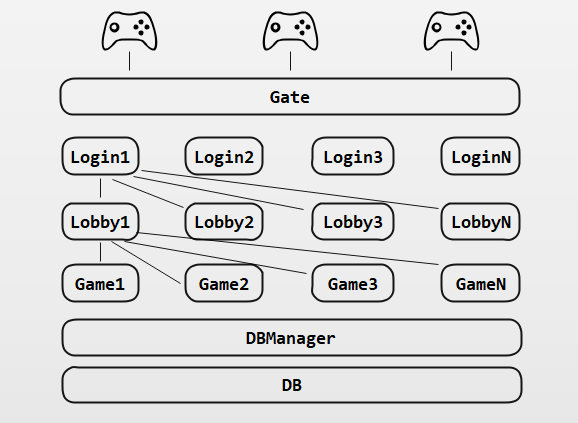 Gate
Login1 Login2 Login3 LoginN
Lobby1 Lobby2 Lobby3 LobbyN
Game1 Game2 Game3 GameN
DBManager
DB